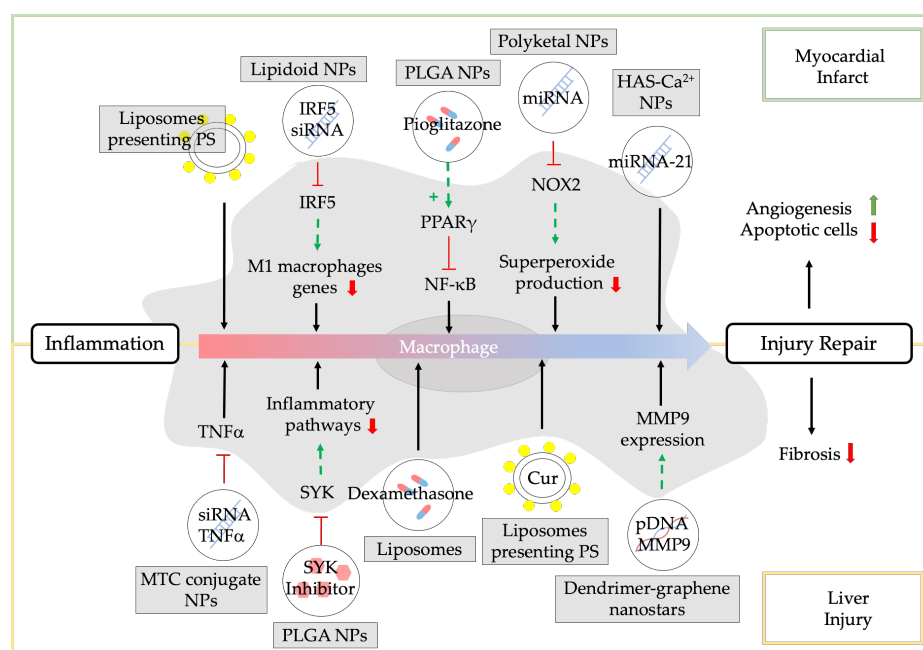 Polyketal NPs
Myocardial
Infarct
Lipidoid NPs
PLGA NPs
HAS-Ca²⁺
NPs
IRF5
siRNA
Pioglitazone
miRNA
Liposomes
presenting PS
miRNA-21
IRF5
+
PPARγ
NOX2
Angiogenesis
Apoptotic cells
M1 macrophages
genes
NF-κB
Superperoxide
production
Inflammation
Macrophage
Injury Repair
TNFα
Inflammatory
pathways
MMP9
expression
Fibrosis
SYK
Dexamethasone
Cur
siRNA
TNFα
Liposomes
Liposomes
presenting PS
pDNA
MMP9
MTC conjugate
NPs
SYK
Inhibitor
Dendrimer-graphene
nanostars
PLGA NPs
Liver
Injury